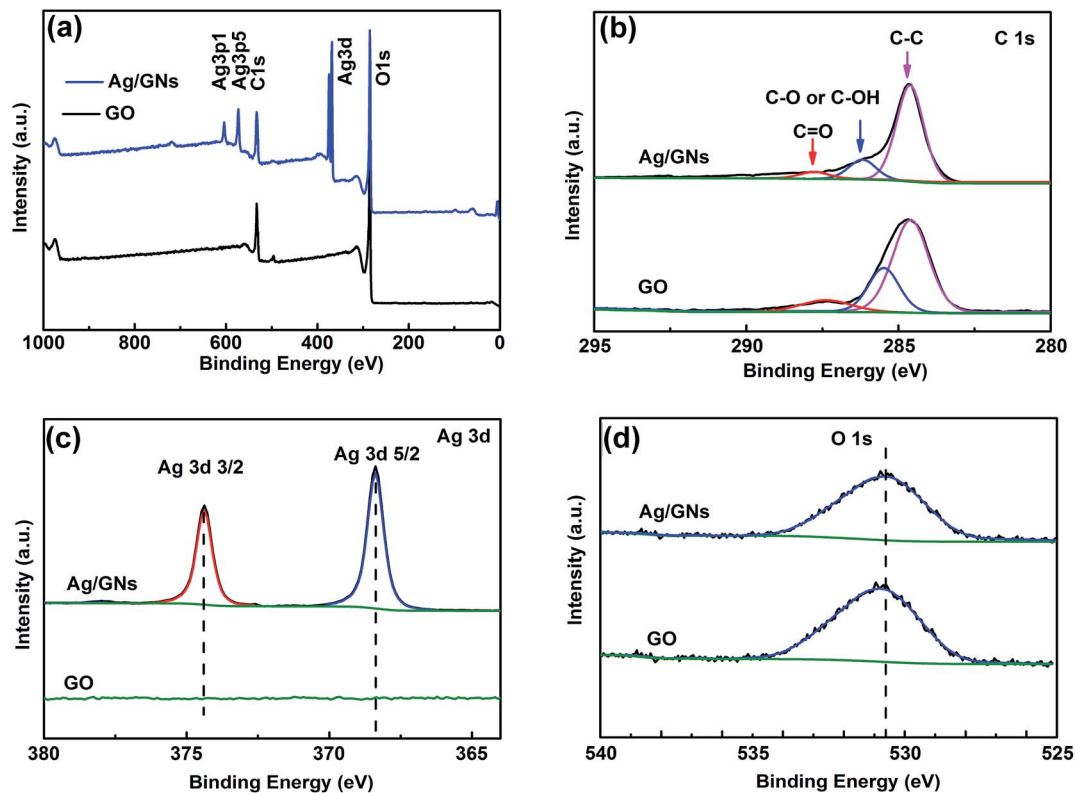 (a)
Ag3p1
Ag3p5
C1s
Ag3d
O1s
Ag/GNs
GO
Intensity (a.u.)
1000 800 600 400 200 0
Binding Energy (eV)
(b)
C 1s
C-C
C-O or C-OH
C=O
Ag/GNs
GO
Intensity (a.u.)
295 290 285 280
Binding Energy (eV)
(c)
Ag 3d
Ag 3d 3/2
Ag 3d 5/2
Ag/GNs
GO
Intensity (a.u.)
380 375 370 365
Binding Energy (eV)
(d)
O 1s
Ag/GNs
GO
Intensity (a.u.)
540 535 530 525
Binding Energy (eV)